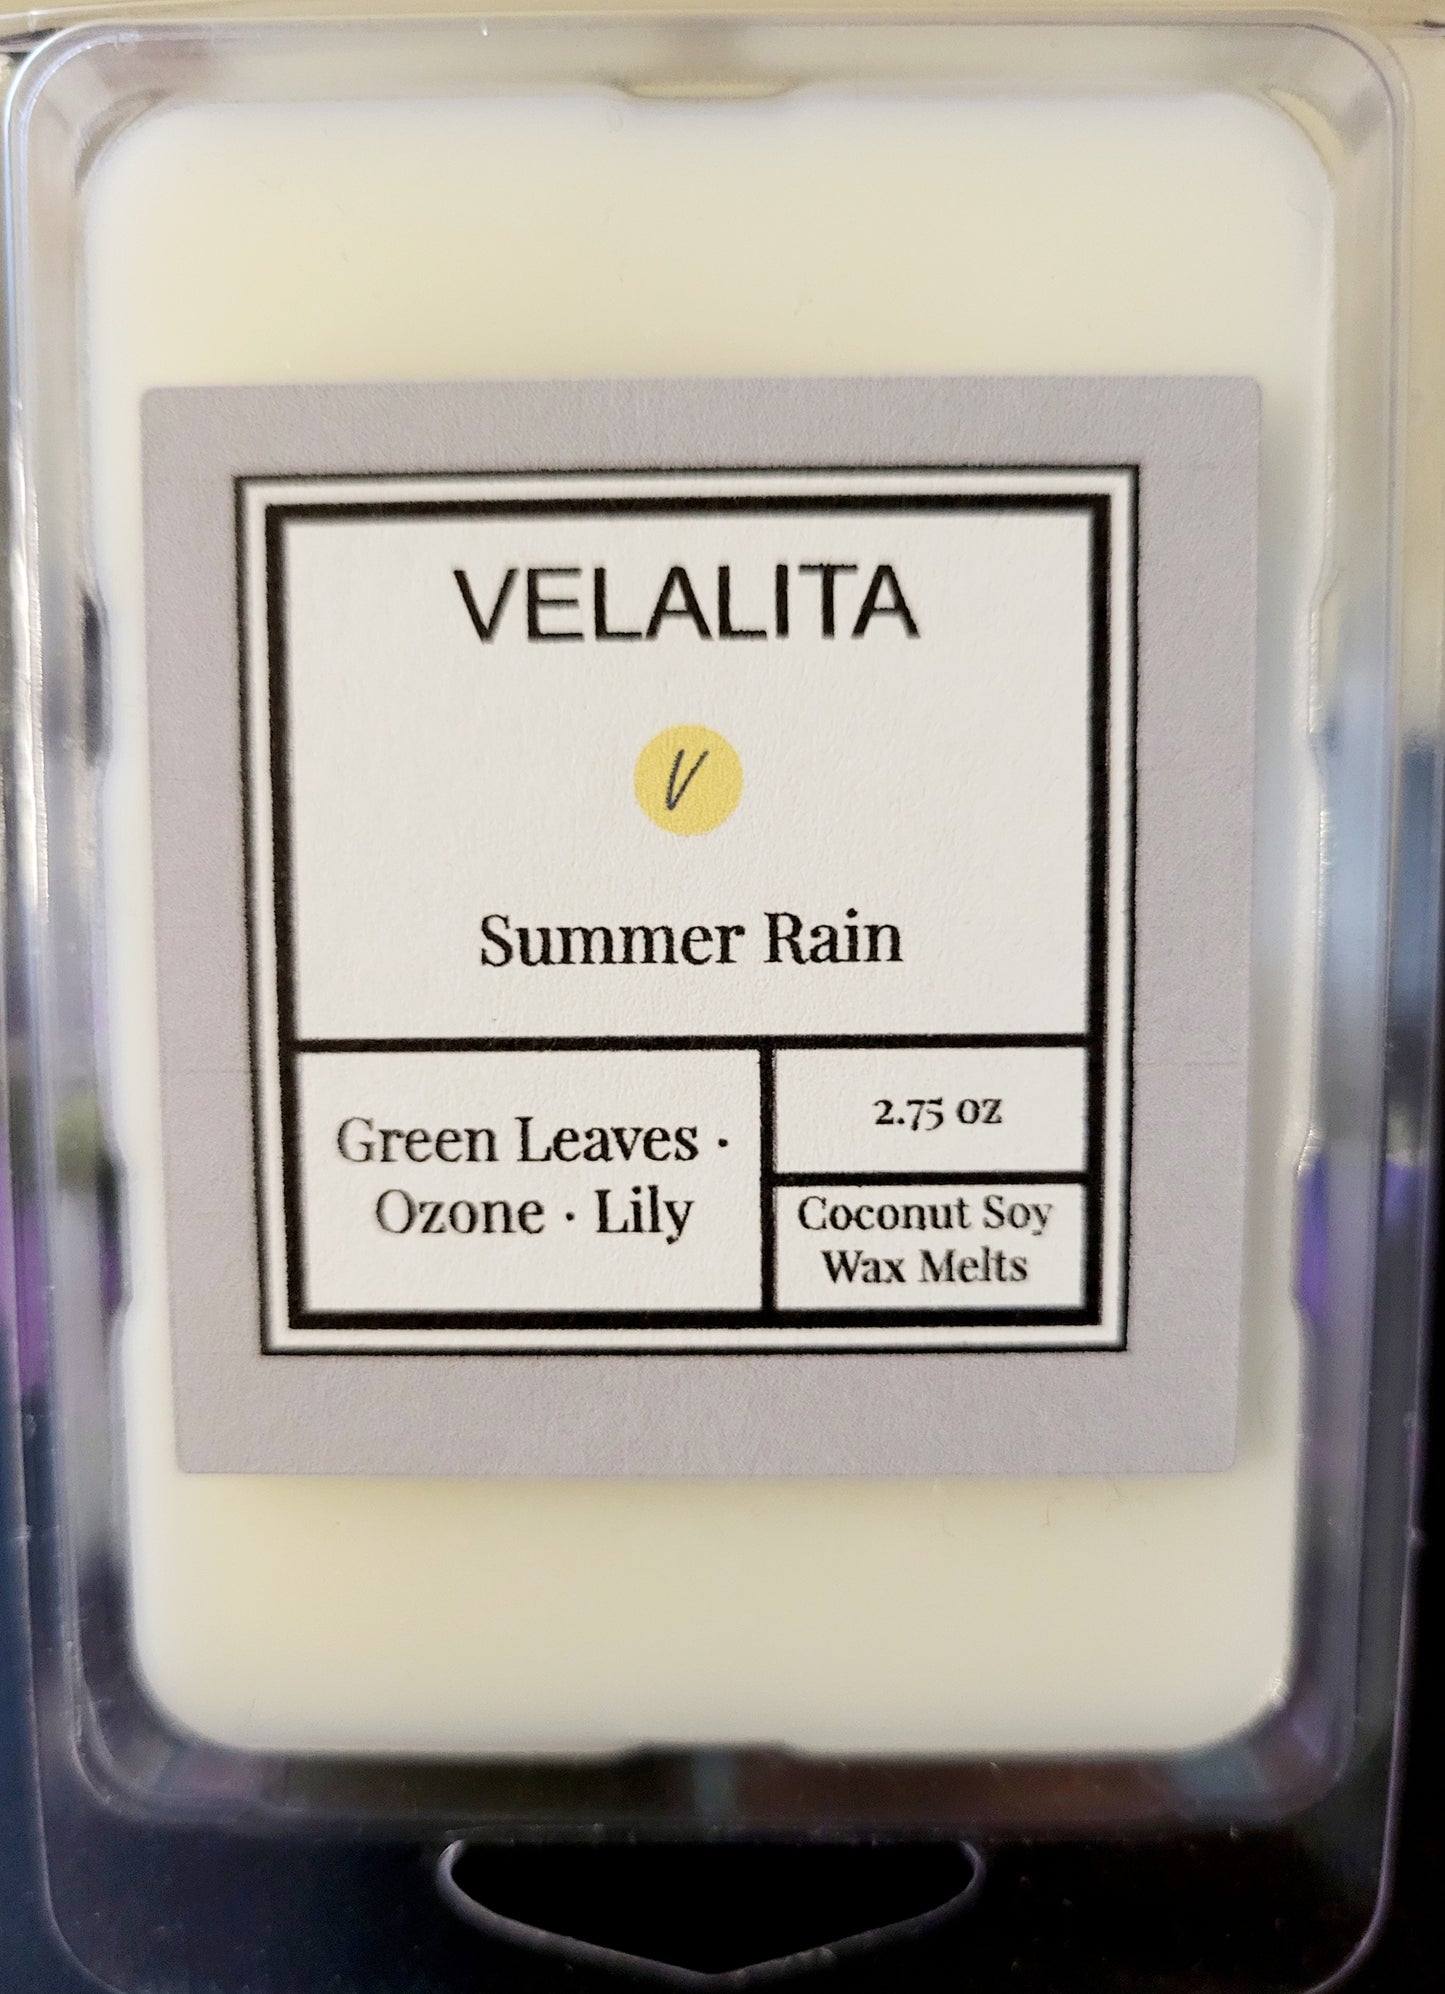 VELALITA
V
Summer Rain
Green Leaves ·
Ozone · Lily
2.75 oz
Coconut Soy
Wax Melts